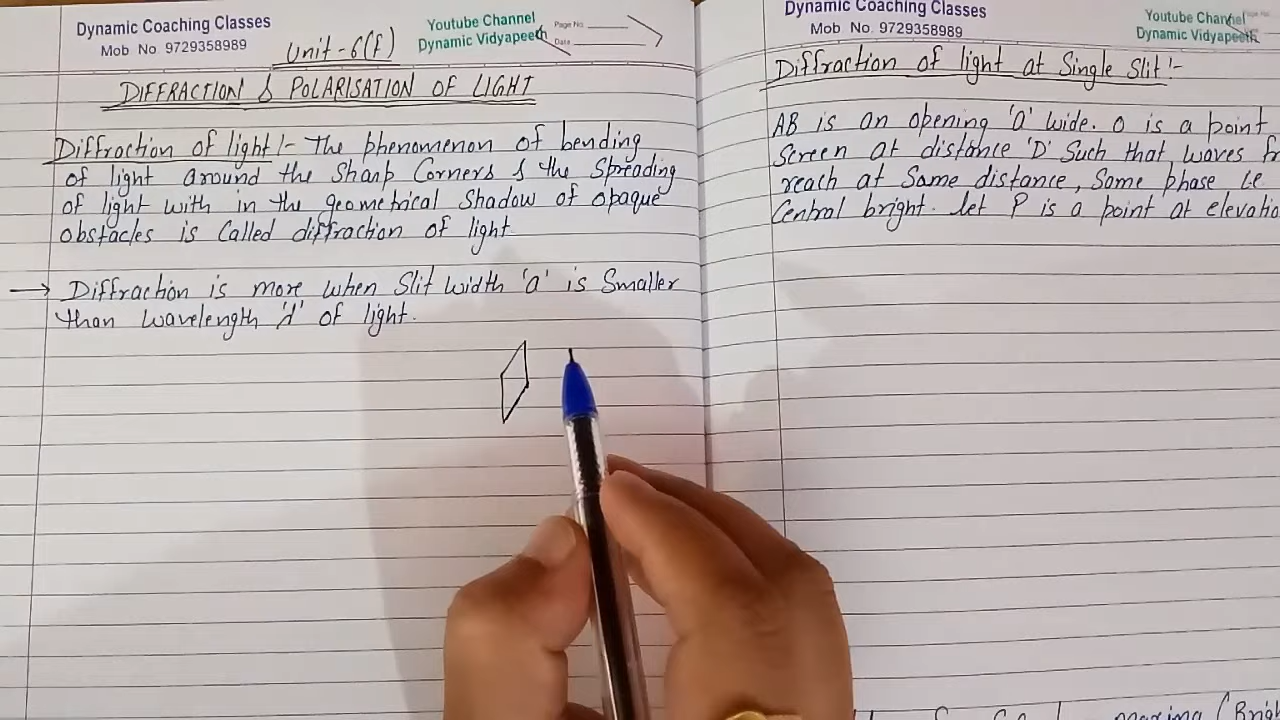 Dynamic Coaching Classes
Mob No 9729358989
Youtube Channel
Dynamic Vidyapeeth
Page No
Date
Unit-6(f)
DIFFRACTION & POLARISATION OF LIGHT
Diffraction of light!- The phenomenon of bending
of light around the Sharp Corners & the Spreading
of light with in the geometrical Shadow of opaque
obstacles is Called diffraction of light.
→ Diffraction is more when Slit width 'a' is Smaller
than wavelength 'λ' of light.
Dynamic Coaching Classes
Mob No. 9729358989
Youtube Channel
Dynamic Vidyapeeth
Diffraction of light at Single Slit!-
AB is an opening 'a' wide. O is a point
Screen at distance 'D' Such that waves
reach at Same distance, Same phase i.e.
Central bright. Let P is a point at
maxima